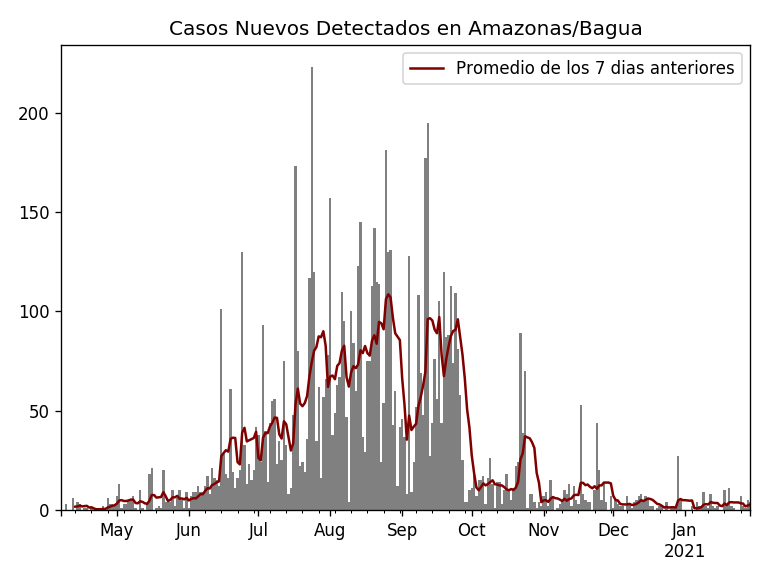 Casos Nuevos Detectados en Amazonas/Bagua
Promedio de los 7 dias anteriores
200
150
100
50
0
May Jun Jul Aug Sep Oct Nov Dec Jan
2021